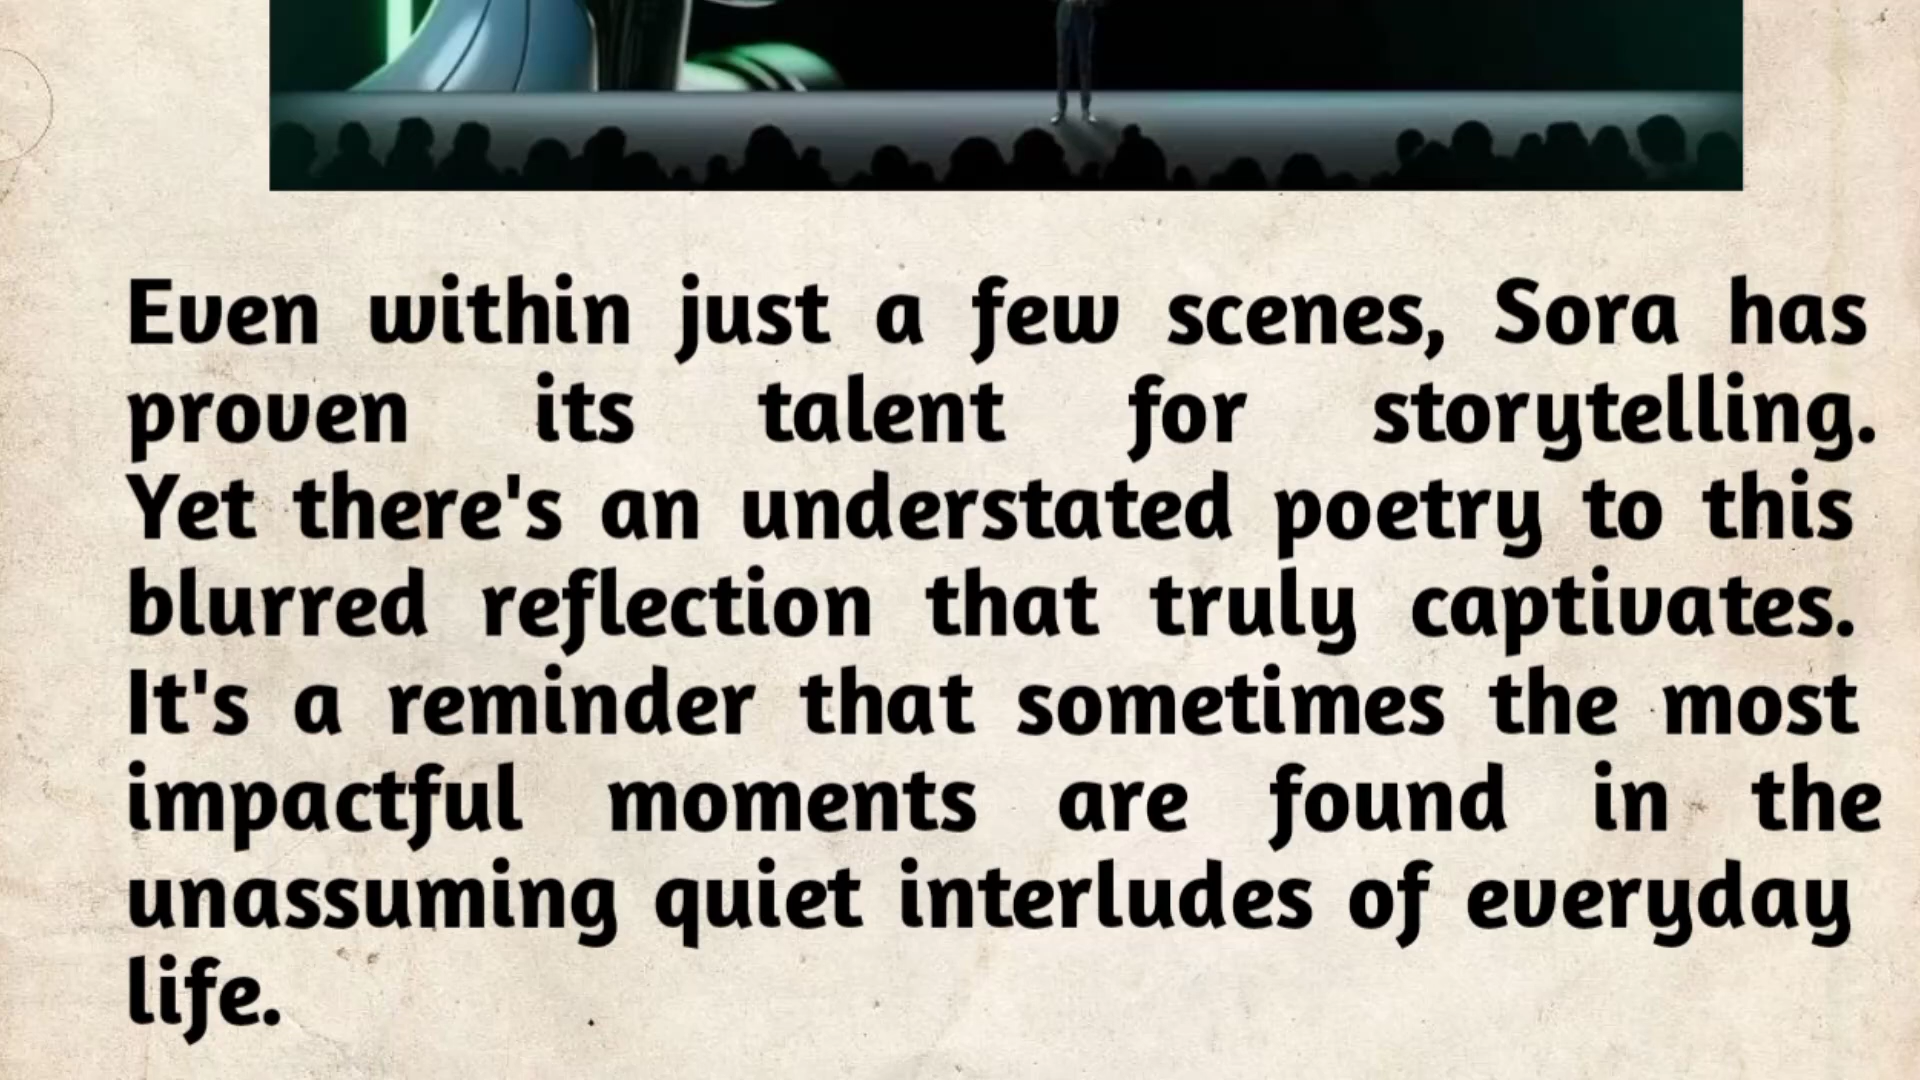 Even within just a few scenes, Sora has
proven its talent for storytelling.
Yet there's an understated poetry to this
blurred reflection that truly captivates.
It's a reminder that sometimes the most
impactful moments are found in the
unassuming quiet interludes of everyday
life.